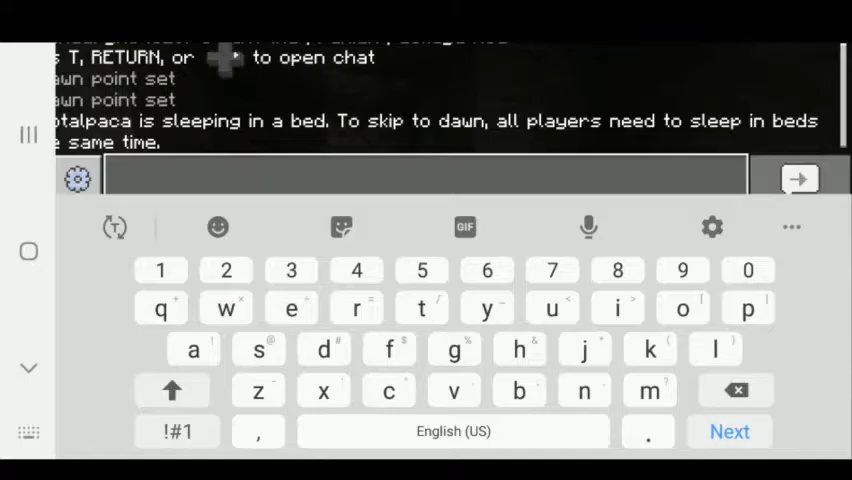 T, RETURN, or to open chat
awn point set
awn point set
otalpaca is sleeping in a bed. To skip to dawn, all players need to sleep in beds
e same time.
GIF
1 2 3 4 5 6 7 8 9 0
q w e r t y u i o p
a s d f g h j k l
z x c v b n m
!#1 , English (US) . Next